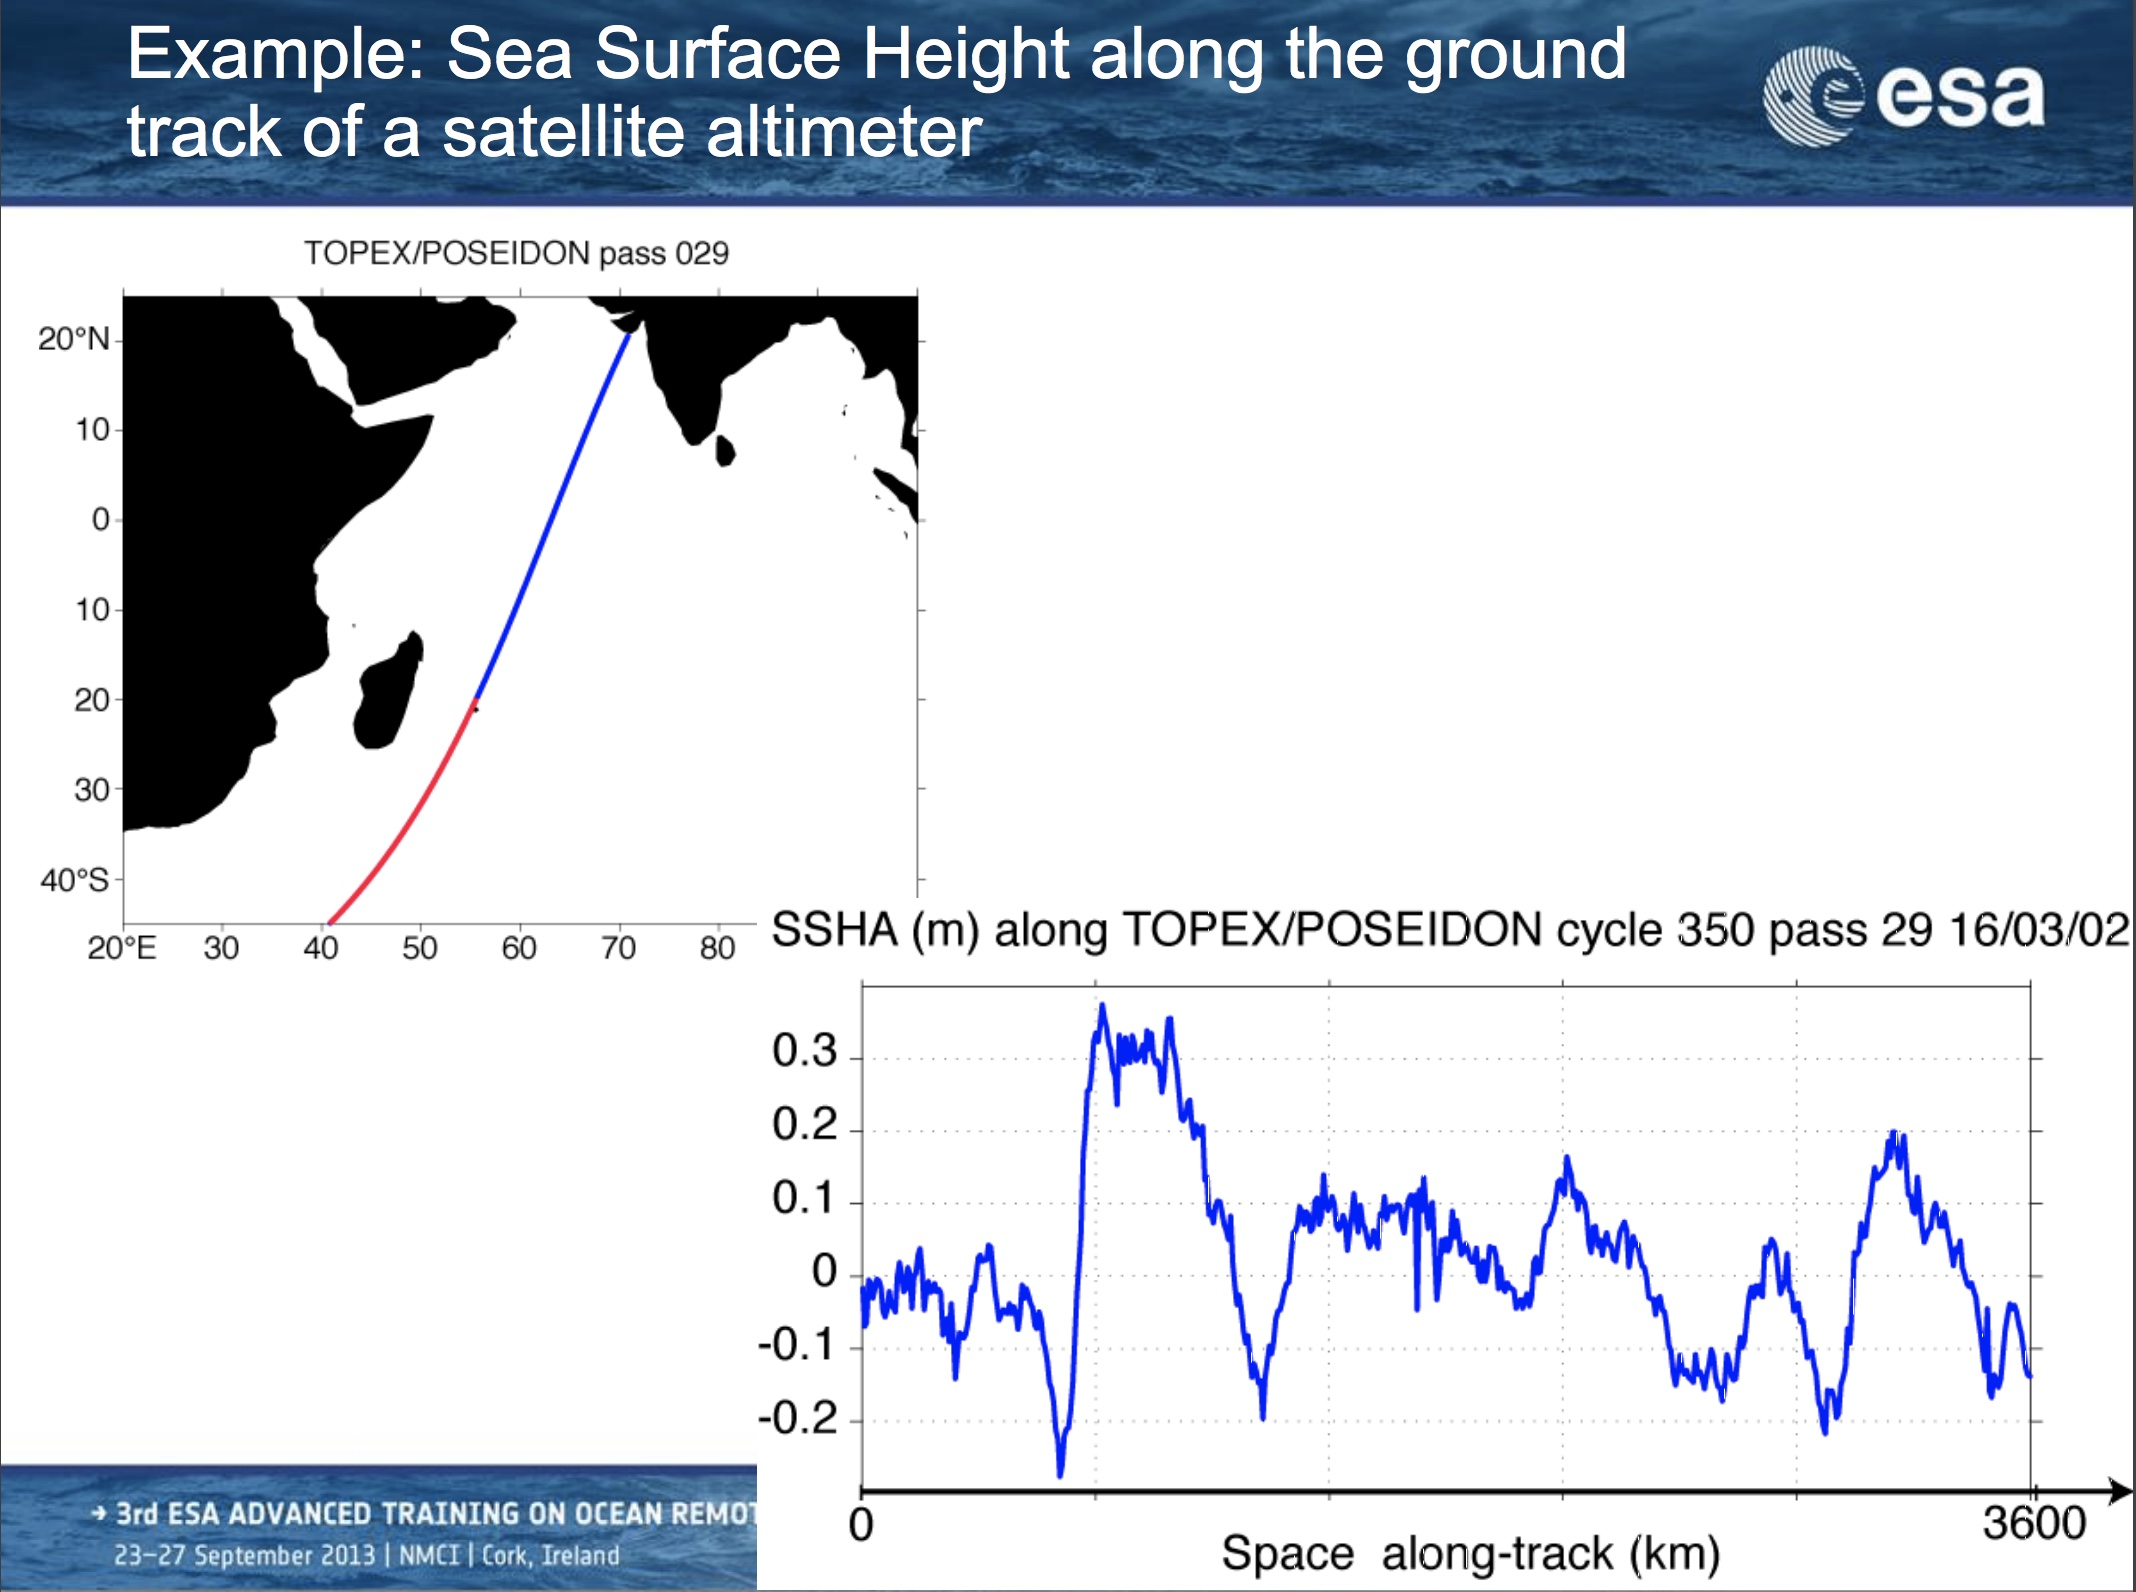 Example: Sea Surface Height along the ground
track of a satellite altimeter
esa
TOPEX/POSEIDON pass 029
20°N
10
0
10
20
30
40°S
20°E 30 40 50 60 70 80
SSHA (m) along TOPEX/POSEIDON cycle 350 pass 29 16/03/02
0.3
0.2
0.1
0
-0.1
-0.2
0 3600
Space along-track (km)
→ 3rd ESA ADVANCED TRAINING ON OCEAN REMOT
23–27 September 2013 | NMCI | Cork, Ireland